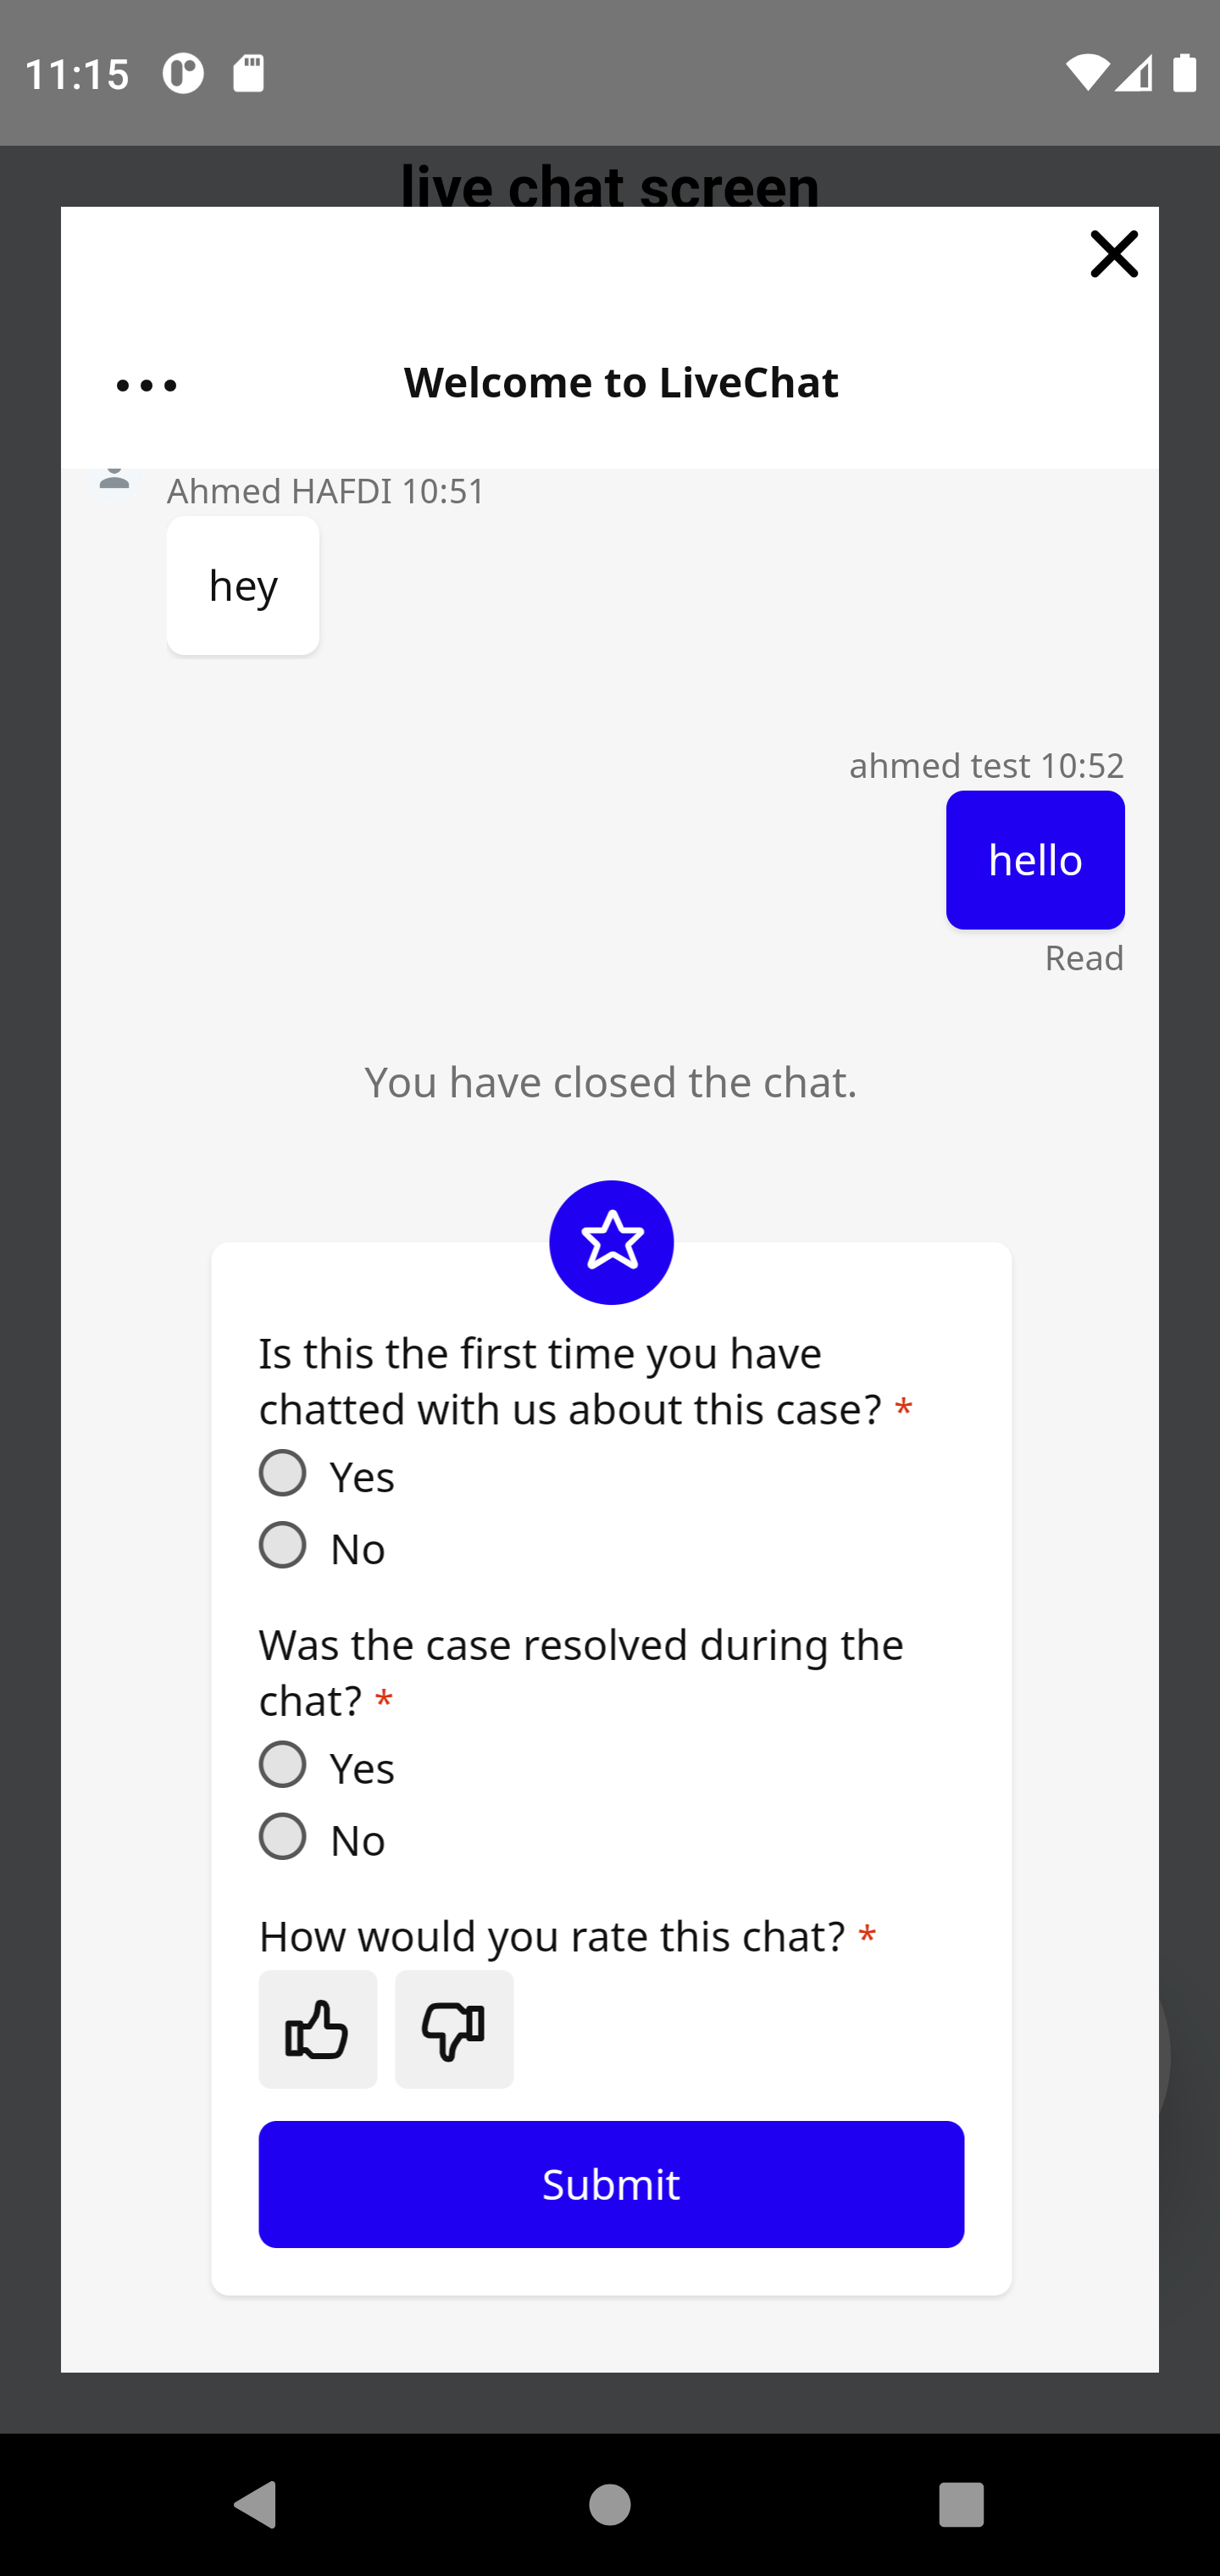 11:15
live chat screen
Welcome to LiveChat
Ahmed HAFDI 10:51
hey
ahmed test 10:52
hello
Read
You have closed the chat.
Is this the first time you have
chatted with us about this case? *
Yes
No
Was the case resolved during the
chat? *
Yes
No
How would you rate this chat? *
Submit